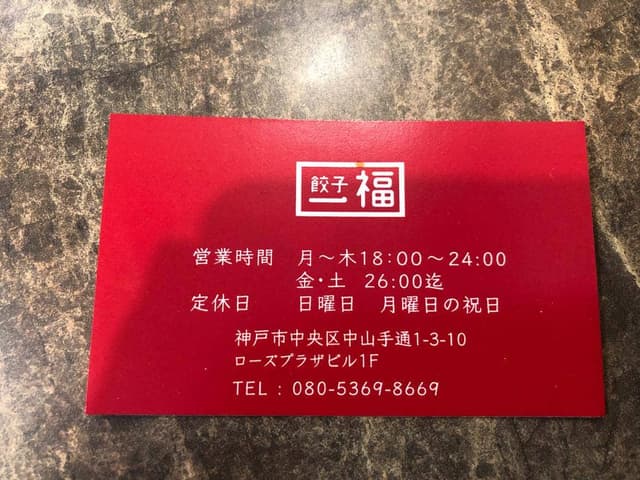 餃子一福
営業時間 月～木18:00～24:00
金・土 26:00迄
定休日 日曜日 月曜日の祝日
神戸市中央区中山手通1-3-10
ローズプラザビル1F
TEL : 080-5369-8669